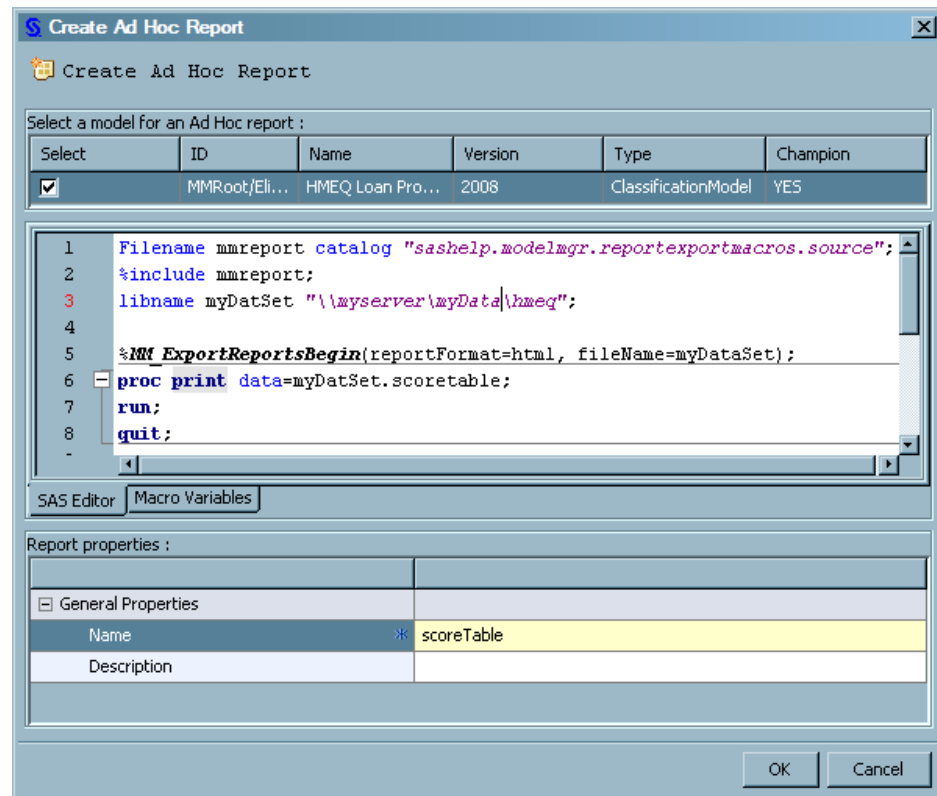 Create Ad Hoc Report
Create Ad Hoc Report
Select a model for an Ad Hoc report :
Select ID Name Version Type Champion
MMRoot/Eli... HMEQ Loan Pro... 2008 ClassificationModel YES
1 Filename mmreport catalog "sashelp.modelmgr.reportexportmacros.source";
2 %include mmreport;
3 libname myDatSet "\\myserver\myData\hmeq";
4
5 %MM_ExportReportsBegin(reportFormat=html, fileName=myDataSet);
6 proc print data=myDatSet.scoretable;
7 run;
8 quit;
SAS Editor Macro Variables
Report properties :
General Properties
Name * scoreTable
Description
OK Cancel